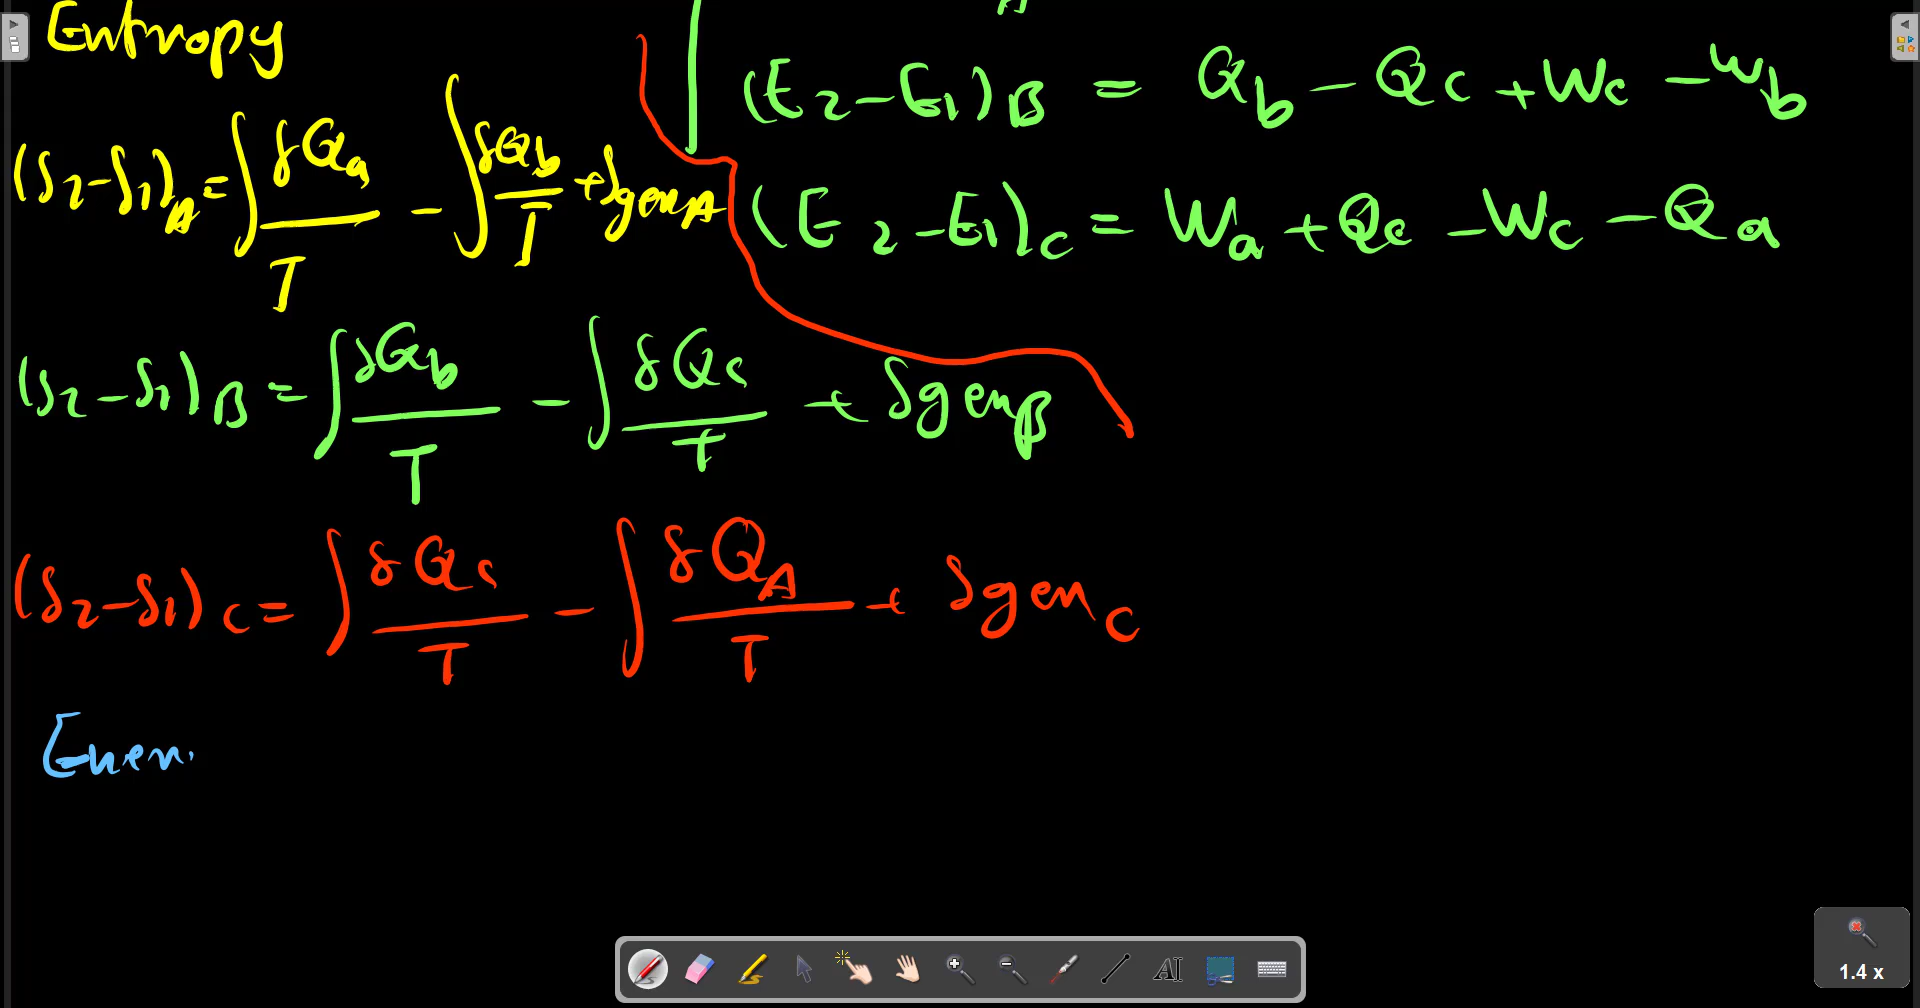 Entropy
(E2-E1)B = Qb - Qc + Wc - Wb
(S2-S1)A = ∫ δQa/T - ∫ δQb/T + SgenA
(E2-E1)C = Wa + Qc - Wc - Qa
(S2-S1)B = ∫ δQb/T - ∫ δQc/T + SgenB
(S2-S1)C = ∫ δQc/T - ∫ δQA/T + SgenC
Ener
AI
1.4 x